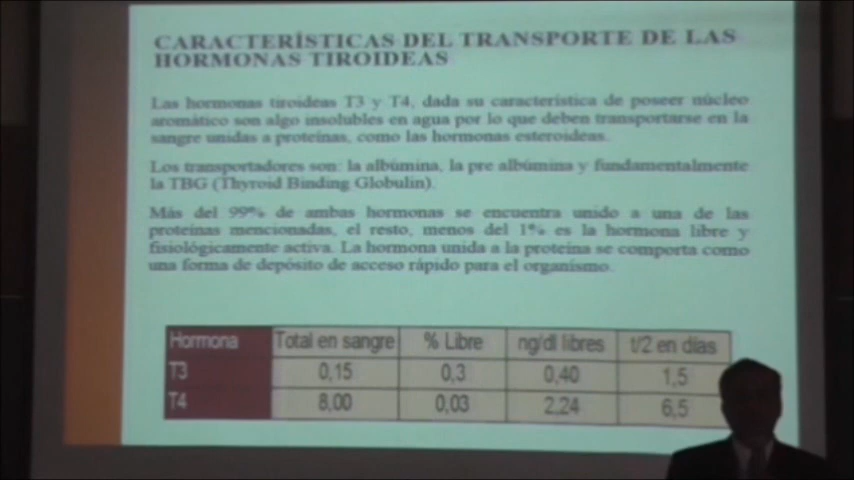 CARACTERÍSTICAS DEL TRANSPORTE DE LAS
HORMONAS TIROIDEAS
Las hormonas tiroideas T3 y T4, dada su característica de poseer núcleo
aromático son algo insolubles en agua por lo que deben transportarse en la
sangre unidas a proteínas, como las hormonas esteroideas.
Los transportadores son: la albúmina, la pre albúmina y fundamentalmente
la TBG (Thyroid Binding Globulin).
Más del 99% de ambas hormonas se encuentra unido a una de las
proteínas mencionadas, el resto, menos del 1% es la hormona libre y
fisiológicamente activa. La hormona unida a la proteína se comporta como
una forma de depósito de acceso rápido para el organismo.
Hormona Total en sangre % Libre ng/dl libres t/2 en días
T3 0,15 0,3 0,40 1,5
T4 8,00 0,03 2,24 6,5